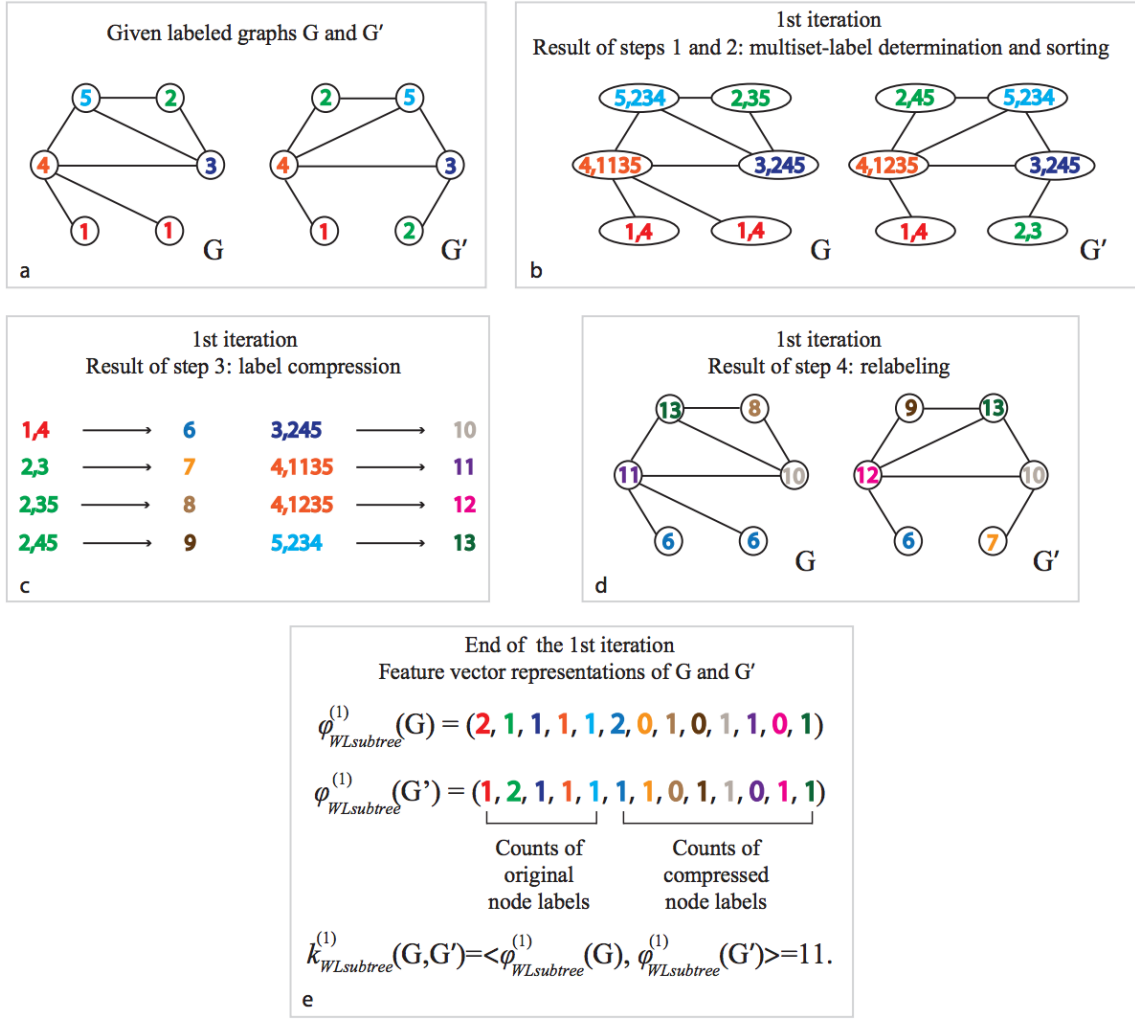 Given labeled graphs G and G′
5 2
4 3
1 1
G
2 5
4 3
1 2
G′
a
1st iteration
Result of steps 1 and 2: multiset-label determination and sorting
5,234 2,35
4,1135 3,245
1,4 1,4
G
2,45 5,234
4,1235 3,245
1,4 2,3
G′
b
1st iteration
Result of step 3: label compression
1,4 → 6 3,245 → 10
2,3 → 7 4,1135 → 11
2,35 → 8 4,1235 → 12
2,45 → 9 5,234 → 13
c
1st iteration
Result of step 4: relabeling
13 8
11 10
6 6
G
9 13
12 10
6 7
G′
d
End of the 1st iteration
Feature vector representations of G and G′
φ(1)WLsubtree(G) = (2, 1, 1, 1, 1, 2, 0, 1, 0, 1, 1, 0, 1)
φ(1)WLsubtree(G’) = (1, 2, 1, 1, 1, 1, 1, 0, 1, 1, 0, 1, 1)
Counts of original node labels
Counts of compressed node labels
k(1)WLsubtree(G,G′)=<φ(1)WLsubtree(G), φ(1)WLsubtree(G′)>=11.
e